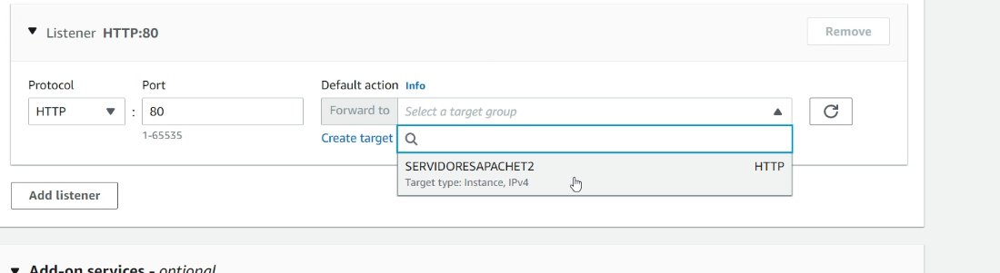 Listener HTTP:80
Remove
Protocol
Port
Default action Info
HTTP
:
80
Forward to
Select a target group
1-65535
Create target
SERVIDORESAPACHET2
HTTP
Target type: Instance, IPv4
Add listener
Add-on services - optional